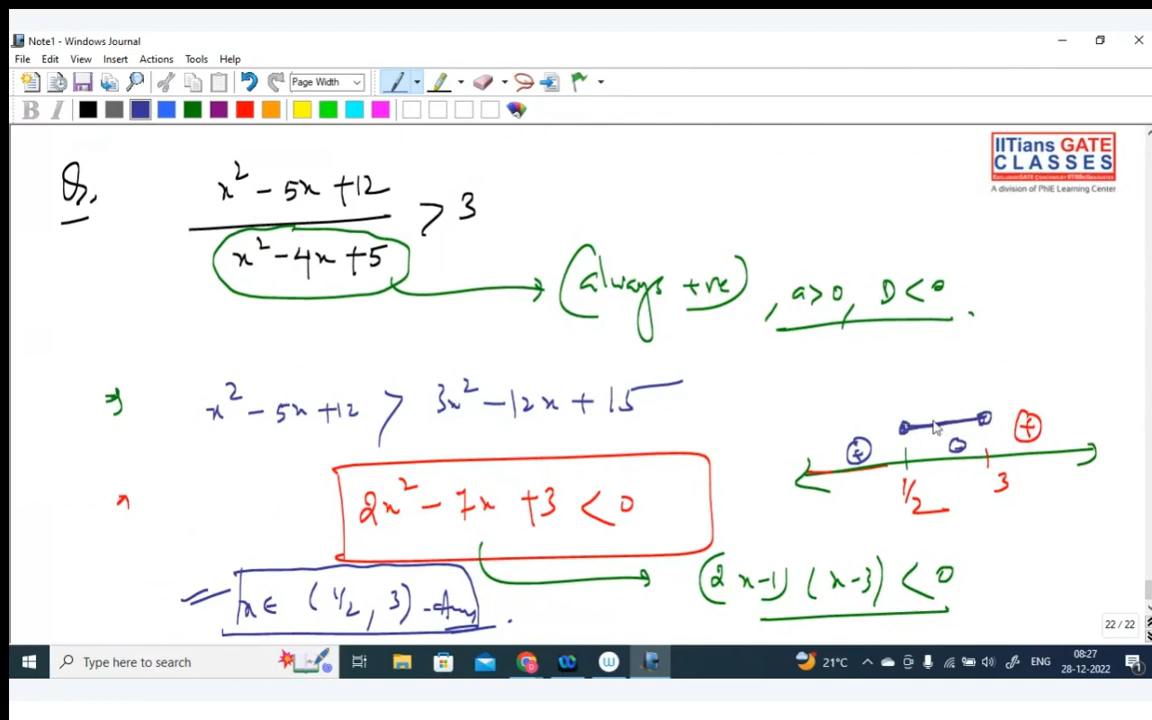 Note1 - Windows Journal
File Edit View Insert Actions Tools Help
Page Width
B I
IITians GATE
CLASSES
A division of PhIE Learning Center
Q.
x² - 5x + 12
x² - 4x + 5
> 3
(always +ve), a>0, D<0.
⇒ x² - 5x + 12 > 3x² - 12x + 15
+ - +
1/2 3
2x² - 7x + 3 < 0
(2x-1)(x-3) < 0
x ∈ (1/2, 3) - Ans.
22 / 22
Type here to search
21°C
ENG
08:27
28-12-2022
1